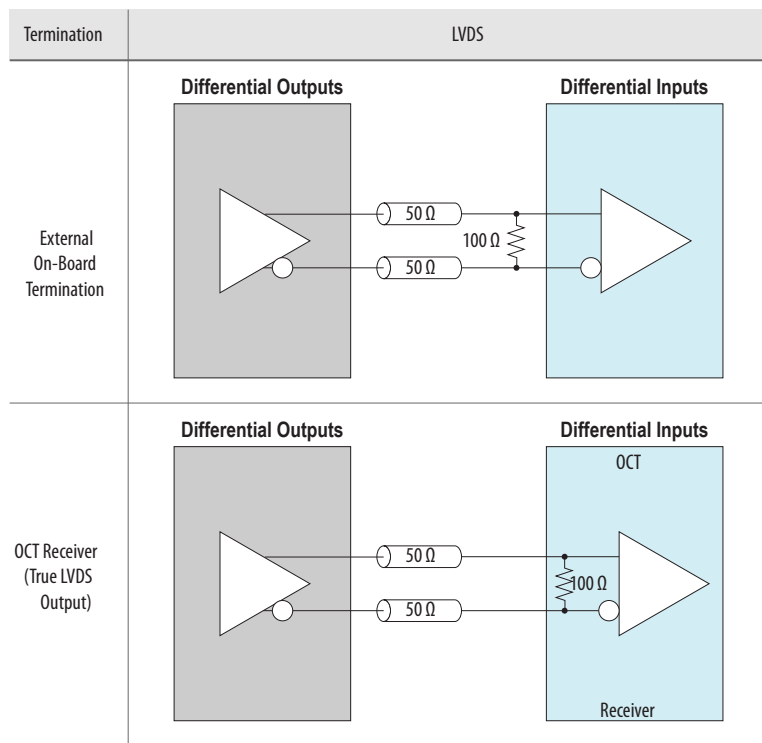 Termination
LVDS
Differential Outputs
Differential Inputs
External
On-Board
Termination
50 Ω
100 Ω
50 Ω
Differential Outputs
Differential Inputs
OCT
OCT Receiver
(True LVDS
Output)
50 Ω
100 Ω
50 Ω
Receiver